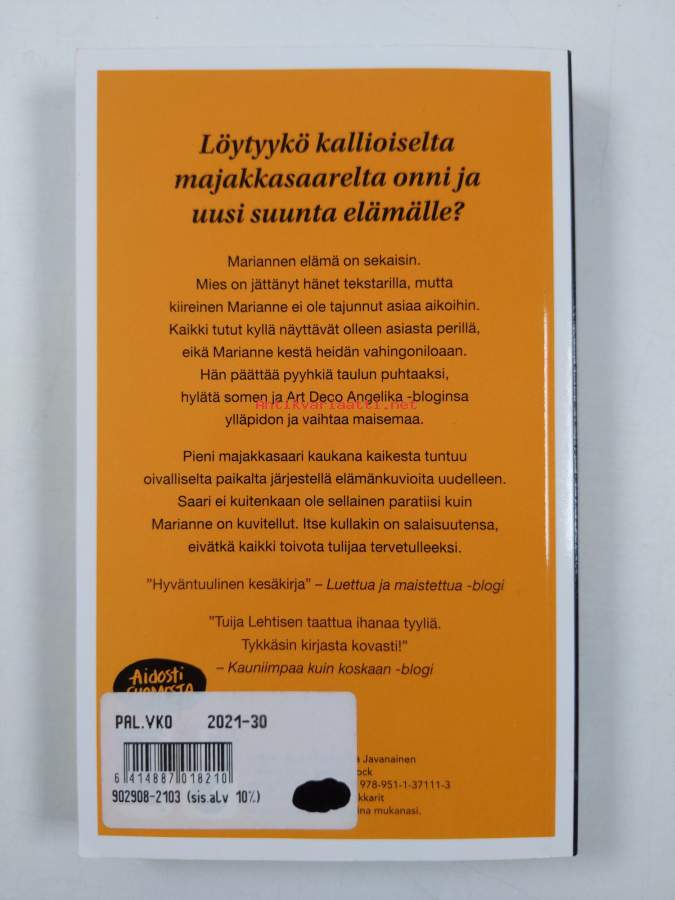 Löytyykö kallioiselta
majakkasaarelta onni ja
uusi suunta elämälle?
Mariannen elämä on sekaisin.
Mies on jättänyt hänet tekstarilla, mutta
kiireinen Marianne ei ole tajunnut asiaa aikoihin.
Kaikki tutut kyllä näyttävät olleen asiasta perillä,
eikä Marianne kestä heidän vahingoniloaan.
Hän päättää pyyhkiä taulun puhtaaksi,
hylätä somen ja Art Deco Angelika -bloginsa
Antikvariaatti.net
ylläpidon ja vaihtaa maisemaa.
Pieni majakkasaari kaukana kaikesta tuntuu
oivalliselta paikalta järjestellä elämänkuvioita uudelleen.
Saari ei kuitenkaan ole sellainen paratiisi kuin
Marianne on kuvitellut. Itse kullakin on salaisuutensa,
eivätkä kaikki toivota tulijaa tervetulleeksi.
”Hyväntuulinen kesäkirja” – Luettua ja maistettua -blogi
”Tuija Lehtisen taattua ihanaa tyyliä.
Tykkäsin kirjasta kovasti!”
– Kauniimpaa kuin koskaan -blogi
Aidosti
SUOMESTA
PAL.VKO 2021-30
6 414887 018210
902908-2103 (sis.alv 10%)
a Javanainen
ock
978-951-1-37111-3
kkarit
ina mukanasi.